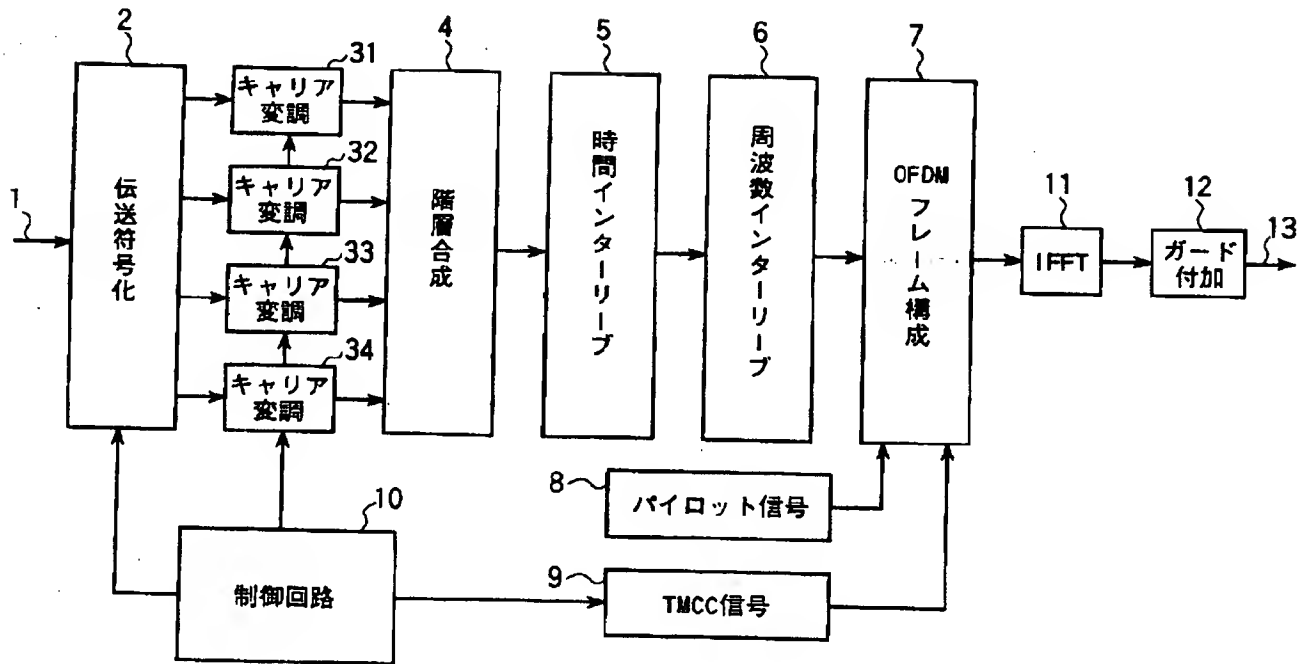 2
31
4
5
6
7
キャリア
変調
32
キャリア
変調
33
キャリア
変調
34
キャリア
変調
1
伝送符号化
階層合成
時間インターリーブ
周波数インターリーブ
OFDM
フレーム構成
11
IFFT
12
ガード
付加
13
8
パイロット信号
10
制御回路
9
TMCC信号